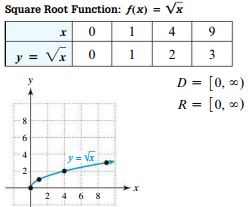 Square Root Function: f(x) = √x
x 0 1 4 9
y = √x 0 1 2 3
D = [0, ∞)
R = [0, ∞)
y
8
6
4
2
y = √x
x
2 4 6 8